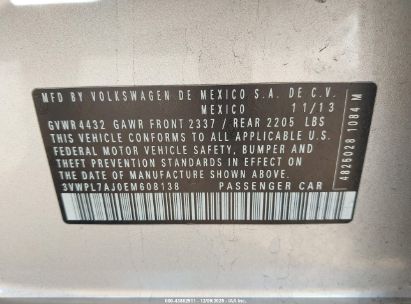 MFD BY VOLKSWAGEN DE MEXICO S.A. DE C.V.
MEXICO 11/13
GVWR 4432 GAWR FRONT 2337 / REAR 2205 LBS
THIS VEHICLE CONFORMS TO ALL APPLICABLE U.S.
FEDERAL MOTOR VEHICLE SAFETY, BUMPER AND
THEFT PREVENTION STANDARDS IN EFFECT ON THE
DATE OF MANUFACTURE SHOWN ABOVE.
3VWPL7AJ0EM608138 PASSENGER CAR
4825028 1084 M